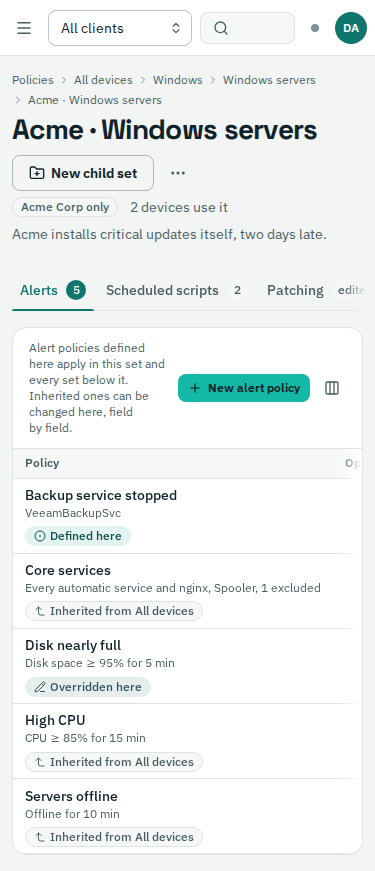 All clients
DA
Policies > All devices > Windows > Windows servers
> Acme · Windows servers
Acme · Windows servers
New child set
Acme Corp only 2 devices use it
Acme installs critical updates itself, two days late.
Alerts 5 Scheduled scripts 2 Patching edite
Alert policies defined
here apply in this set and
every set below it.
Inherited ones can be
changed here, field
by field.
New alert policy
Policy Op
Backup service stopped
VeeamBackupSvc
Defined here
Core services
Every automatic service and nginx, Spooler, 1 excluded
Inherited from All devices
Disk nearly full
Disk space ≥ 95% for 5 min
Overridden here
High CPU
CPU ≥ 85% for 15 min
Inherited from All devices
Servers offline
Offline for 10 min
Inherited from All devices